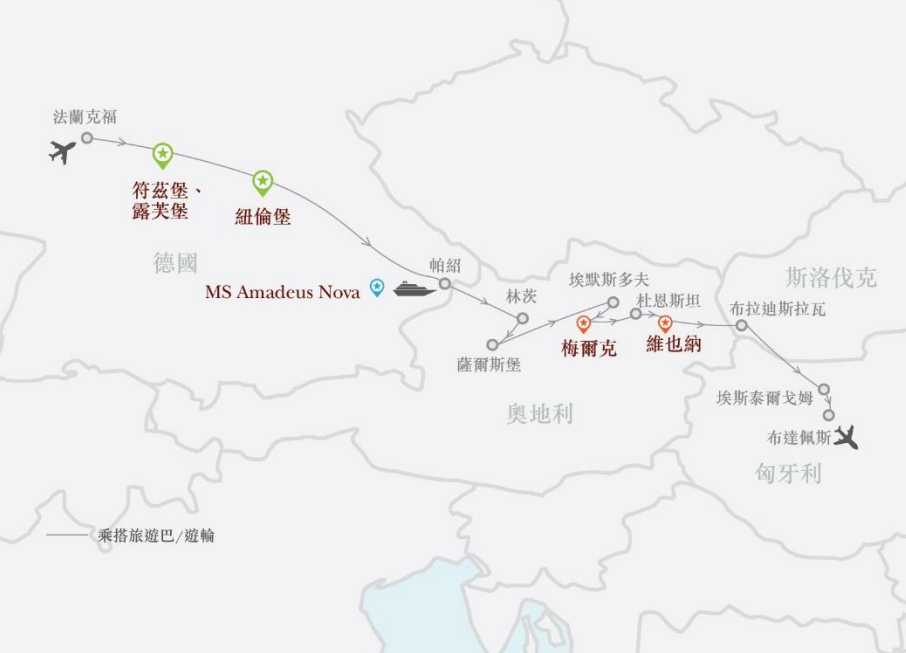 法蘭克福
符茲堡、
露芙堡
紐倫堡
德國
MS Amadeus Nova
帕紹
林茨
薩爾斯堡
埃默斯多夫
梅爾克
杜恩斯坦
維也納
奧地利
斯洛伐克
布拉迪斯拉瓦
埃斯泰爾戈姆
布達佩斯
匈牙利
乘搭旅遊巴/遊輪